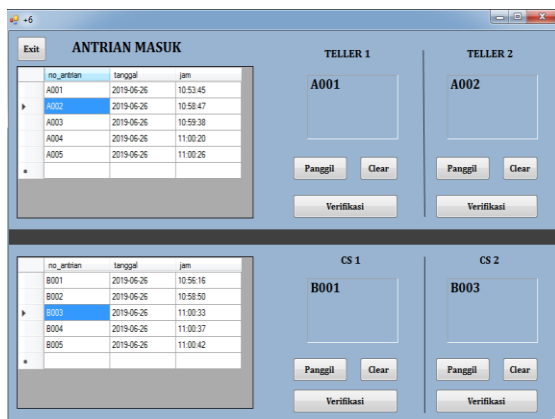 +6
Exit ANTRIAN MASUK
TELLER 1 TELLER 2
no_antrian tanggal jam
A001 2019-06-26 10:53:45
A002 2019-06-26 10:58:47
A003 2019-06-26 10:59:38
A004 2019-06-26 11:00:20
A005 2019-06-26 11:00:26
A001 A002
Panggil Clear Panggil Clear
Verifikasi Verifikasi
no_antrian tanggal jam
B001 2019-06-26 10:56:16
B002 2019-06-26 10:58:50
B003 2019-06-26 11:00:33
B004 2019-06-26 11:00:37
B005 2019-06-26 11:00:42
CS 1 CS 2
B001 B003
Panggil Clear Panggil Clear
Verifikasi Verifikasi